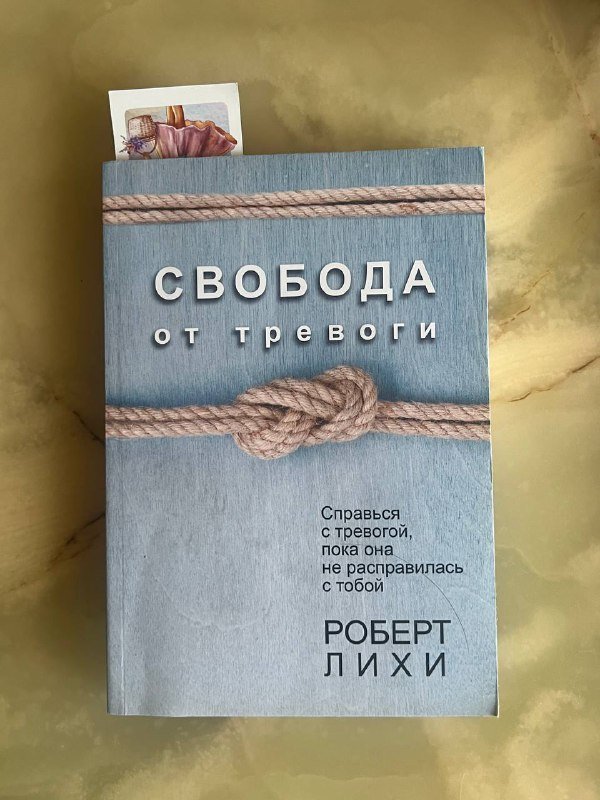 СВОБОДА
от тревоги
Справься
с тревогой,
пока она
не расправилась
с тобой
РОБЕРТ
ЛИХИ